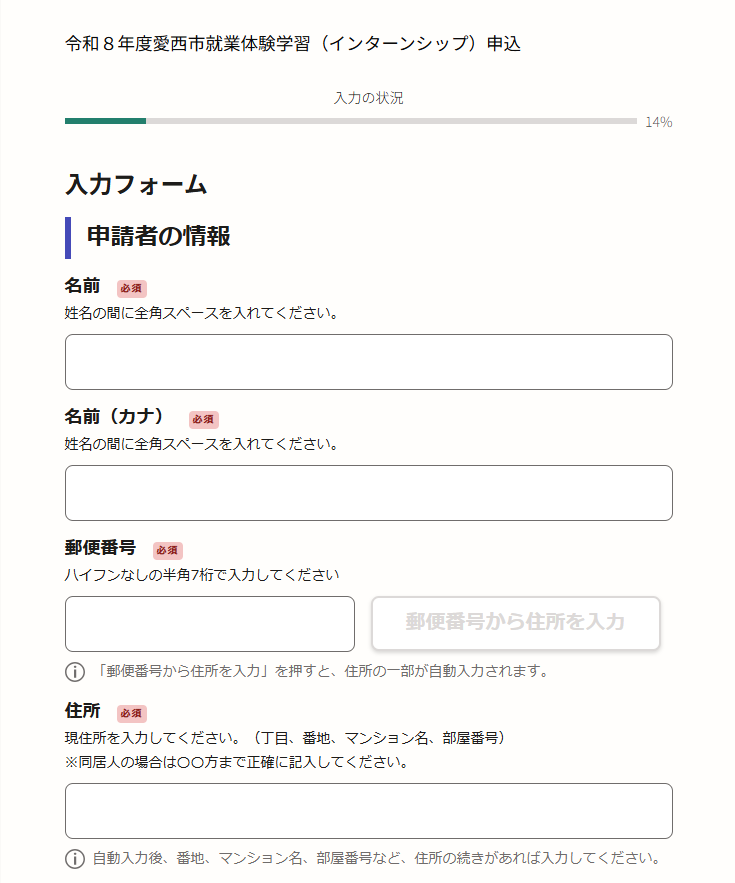 令和８年度愛西市就業体験学習（インターンシップ）申込
入力の状況
14%
入力フォーム
申請者の情報
名前 必須
姓名の間に全角スペースを入れてください。
名前（カナ） 必須
姓名の間に全角スペースを入れてください。
郵便番号 必須
ハイフンなしの半角7桁で入力してください
郵便番号から住所を入力
「郵便番号から住所を入力」を押すと、住所の一部が自動入力されます。
住所 必須
現住所を入力してください。（丁目、番地、マンション名、部屋番号）
※同居人の場合は〇〇方まで正確に記入してください。
自動入力後、番地、マンション名、部屋番号など、住所の続きがあれば入力してください。